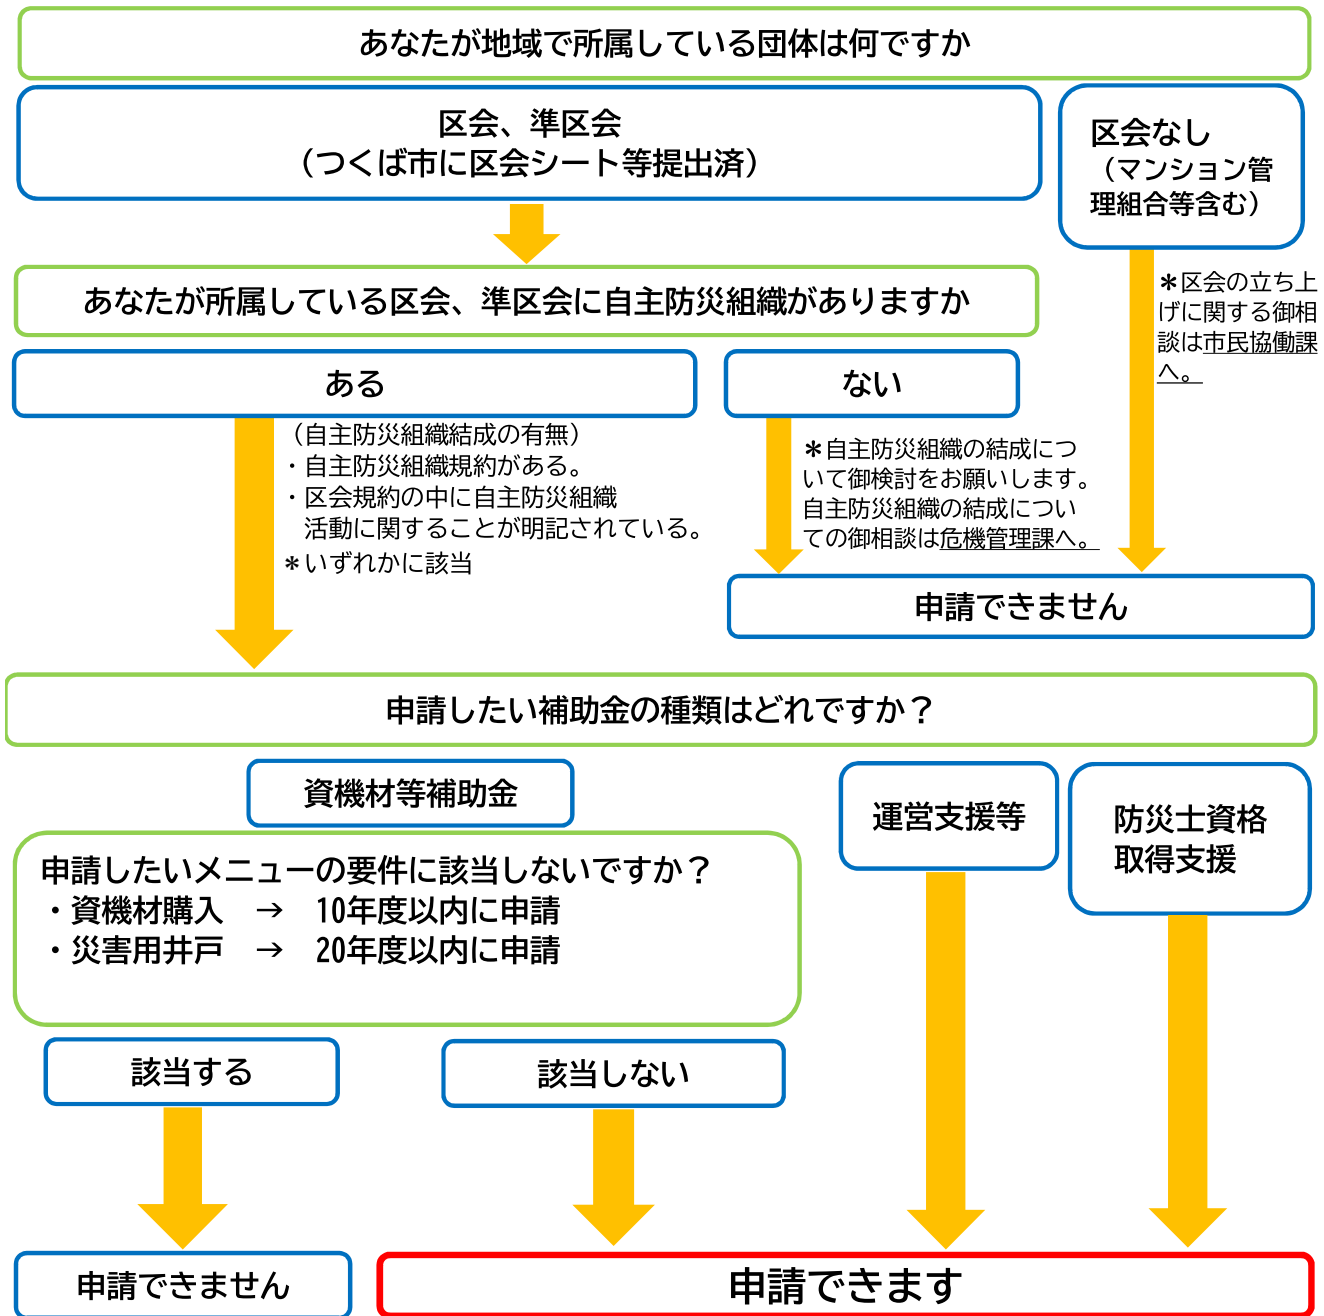 あなたが地域で所属している団体は何ですか
区会、準区会
（つくば市に区会シート等提出済）
区会なし
（マンション管
理組合等含む）
＊区会の立ち上
げに関する御相
談は市民協働課
へ。
あなたが所属している区会、準区会に自主防災組織がありますか
ある
ない
（自主防災組織結成の有無）
・自主防災組織規約がある。
・区会規約の中に自主防災組織
活動に関することが明記されている。
＊いずれかに該当
＊自主防災組織の結成につ
いて御検討をお願いします。
自主防災組織の結成につい
ての御相談は危機管理課へ。
申請できません
申請したい補助金の種類はどれですか？
資機材等補助金
運営支援等
防災士資格
取得支援
申請したいメニューの要件に該当しないですか？
・資機材購入　→　10年度以内に申請
・災害用井戸　→　20年度以内に申請
該当する
該当しない
申請できません
申請できます